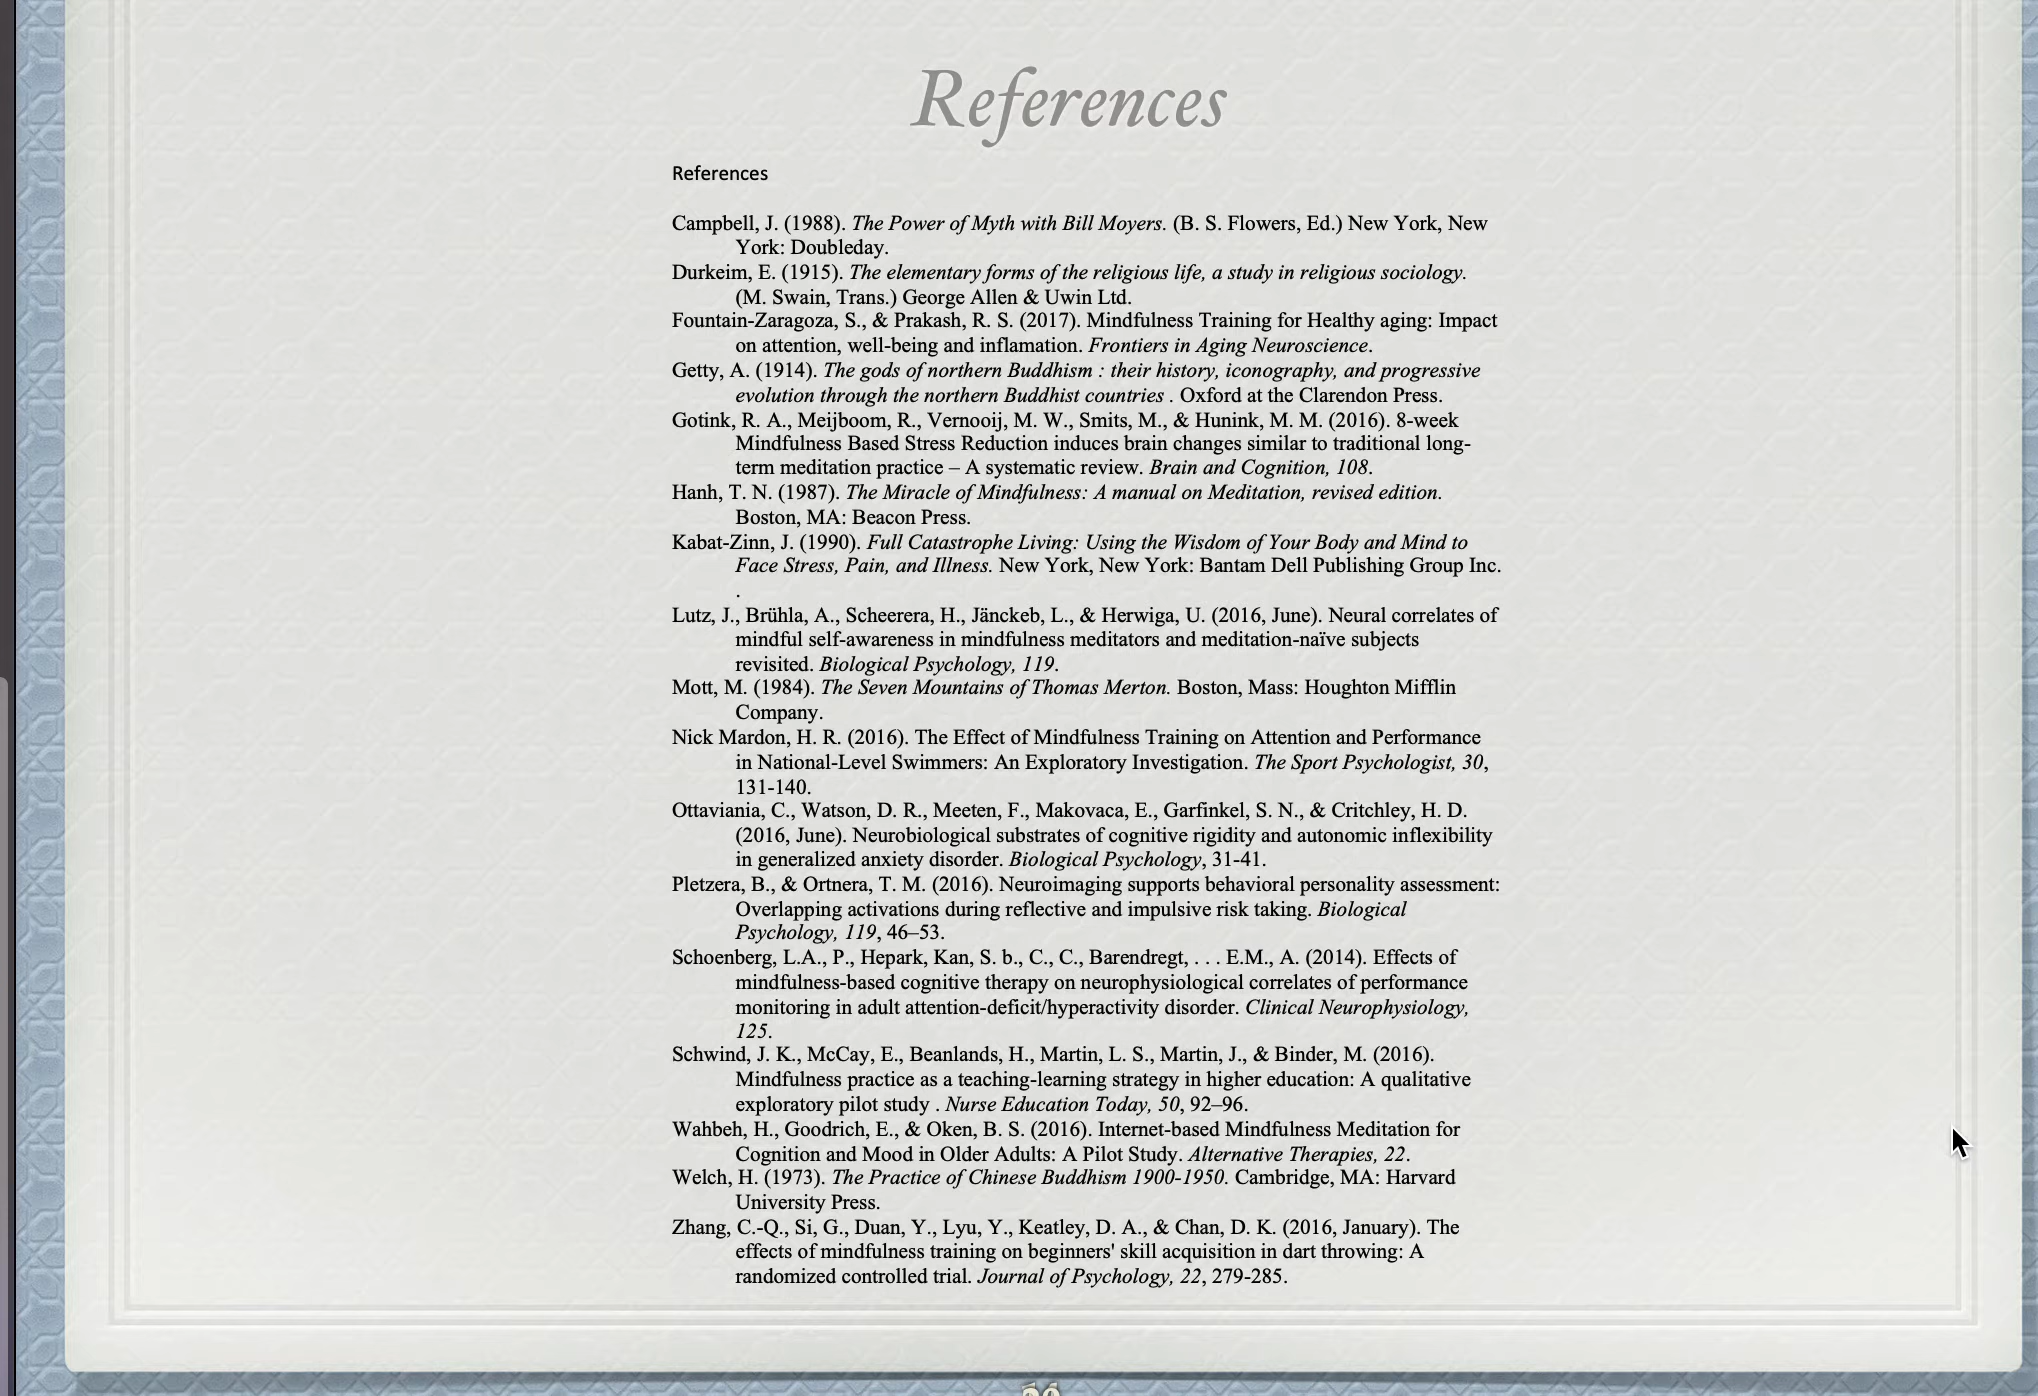 References
References
Campbell, J. (1988). The Power of Myth with Bill Moyers. (B. S. Flowers, Ed.) New York, New
York: Doubleday.
Durkeim, E. (1915). The elementary forms of the religious life, a study in religious sociology.
(M. Swain, Trans.) George Allen & Uwin Ltd.
Fountain-Zaragoza, S., & Prakash, R. S. (2017). Mindfulness Training for Healthy aging: Impact
on attention, well-being and inflamation. Frontiers in Aging Neuroscience.
Getty, A. (1914). The gods of northern Buddhism : their history, iconography, and progressive
evolution through the northern Buddhist countries . Oxford at the Clarendon Press.
Gotink, R. A., Meijboom, R., Vernooij, M. W., Smits, M., & Hunink, M. M. (2016). 8-week
Mindfulness Based Stress Reduction induces brain changes similar to traditional long-
term meditation practice – A systematic review. Brain and Cognition, 108.
Hanh, T. N. (1987). The Miracle of Mindfulness: A manual on Meditation, revised edition.
Boston, MA: Beacon Press.
Kabat-Zinn, J. (1990). Full Catastrophe Living: Using the Wisdom of Your Body and Mind to
Face Stress, Pain, and Illness. New York, New York: Bantam Dell Publishing Group Inc.
.
Lutz, J., Brühla, A., Scheerera, H., Jänckeb, L., & Herwiga, U. (2016, June). Neural correlates of
mindful self-awareness in mindfulness meditators and meditation-naïve subjects
revisited. Biological Psychology, 119.
Mott, M. (1984). The Seven Mountains of Thomas Merton. Boston, Mass: Houghton Mifflin
Company.
Nick Mardon, H. R. (2016). The Effect of Mindfulness Training on Attention and Performance
in National-Level Swimmers: An Exploratory Investigation. The Sport Psychologist, 30,
131-140.
Ottaviania, C., Watson, D. R., Meeten, F., Makovaca, E., Garfinkel, S. N., & Critchley, H. D.
(2016, June). Neurobiological substrates of cognitive rigidity and autonomic inflexibility
in generalized anxiety disorder. Biological Psychology, 31-41.
Pletzera, B., & Ortnera, T. M. (2016). Neuroimaging supports behavioral personality assessment:
Overlapping activations during reflective and impulsive risk taking. Biological
Psychology, 119, 46–53.
Schoenberg, L.A., P., Hepark, Kan, S. b., C., C., Barendregt, . . . E.M., A. (2014). Effects of
mindfulness-based cognitive therapy on neurophysiological correlates of performance
monitoring in adult attention-deficit/hyperactivity disorder. Clinical Neurophysiology,
125.
Schwind, J. K., McCay, E., Beanlands, H., Martin, L. S., Martin, J., & Binder, M. (2016).
Mindfulness practice as a teaching-learning strategy in higher education: A qualitative
exploratory pilot study . Nurse Education Today, 50, 92–96.
Wahbeh, H., Goodrich, E., & Oken, B. S. (2016). Internet-based Mindfulness Meditation for
Cognition and Mood in Older Adults: A Pilot Study. Alternative Therapies, 22.
Welch, H. (1973). The Practice of Chinese Buddhism 1900-1950. Cambridge, MA: Harvard
University Press.
Zhang, C.-Q., Si, G., Duan, Y., Lyu, Y., Keatley, D. A., & Chan, D. K. (2016, January). The
effects of mindfulness training on beginners' skill acquisition in dart throwing: A
randomized controlled trial. Journal of Psychology, 22, 279-285.